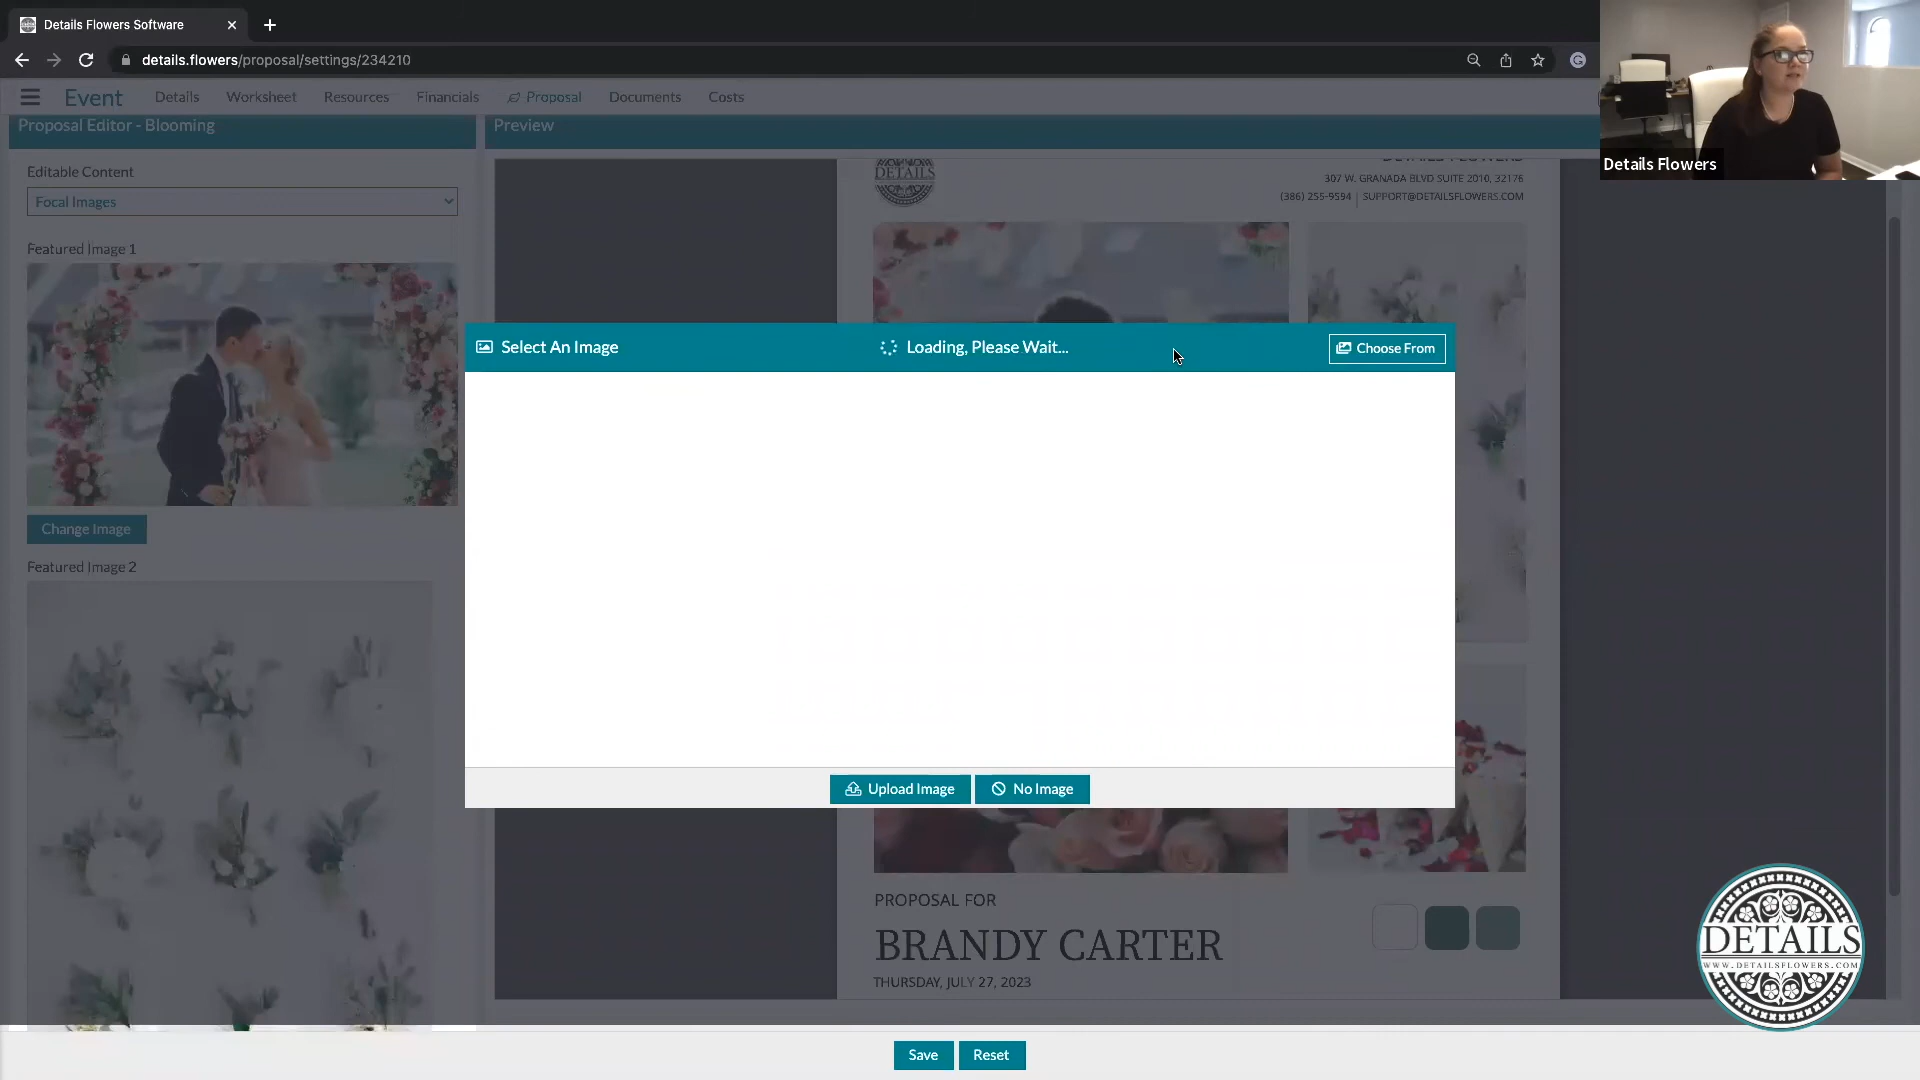 Details Flowers Software
details.flowers/proposal/settings/234210
Event
Details
Worksheet
Resources
Financials
Proposal
Documents
Costs
Details Flowers
Proposal Editor - Blooming
Preview
Editable Content
Focal Images
Featured Image 1
Change Image
Featured Image 2
DETAILS
DETAILS FLOWERS
307 W. GRANADA BLVD SUITE 2010, 32176
(386) 255-9594 | SUPPORT@DETAILSFLOWERS.COM
Select An Image
Loading, Please Wait...
Choose From
Upload Image
No Image
PROPOSAL FOR
BRANDY CARTER
THURSDAY, JULY 27, 2023
DETAILS
WWW.DETAILSFLOWERS.COM
Save
Reset